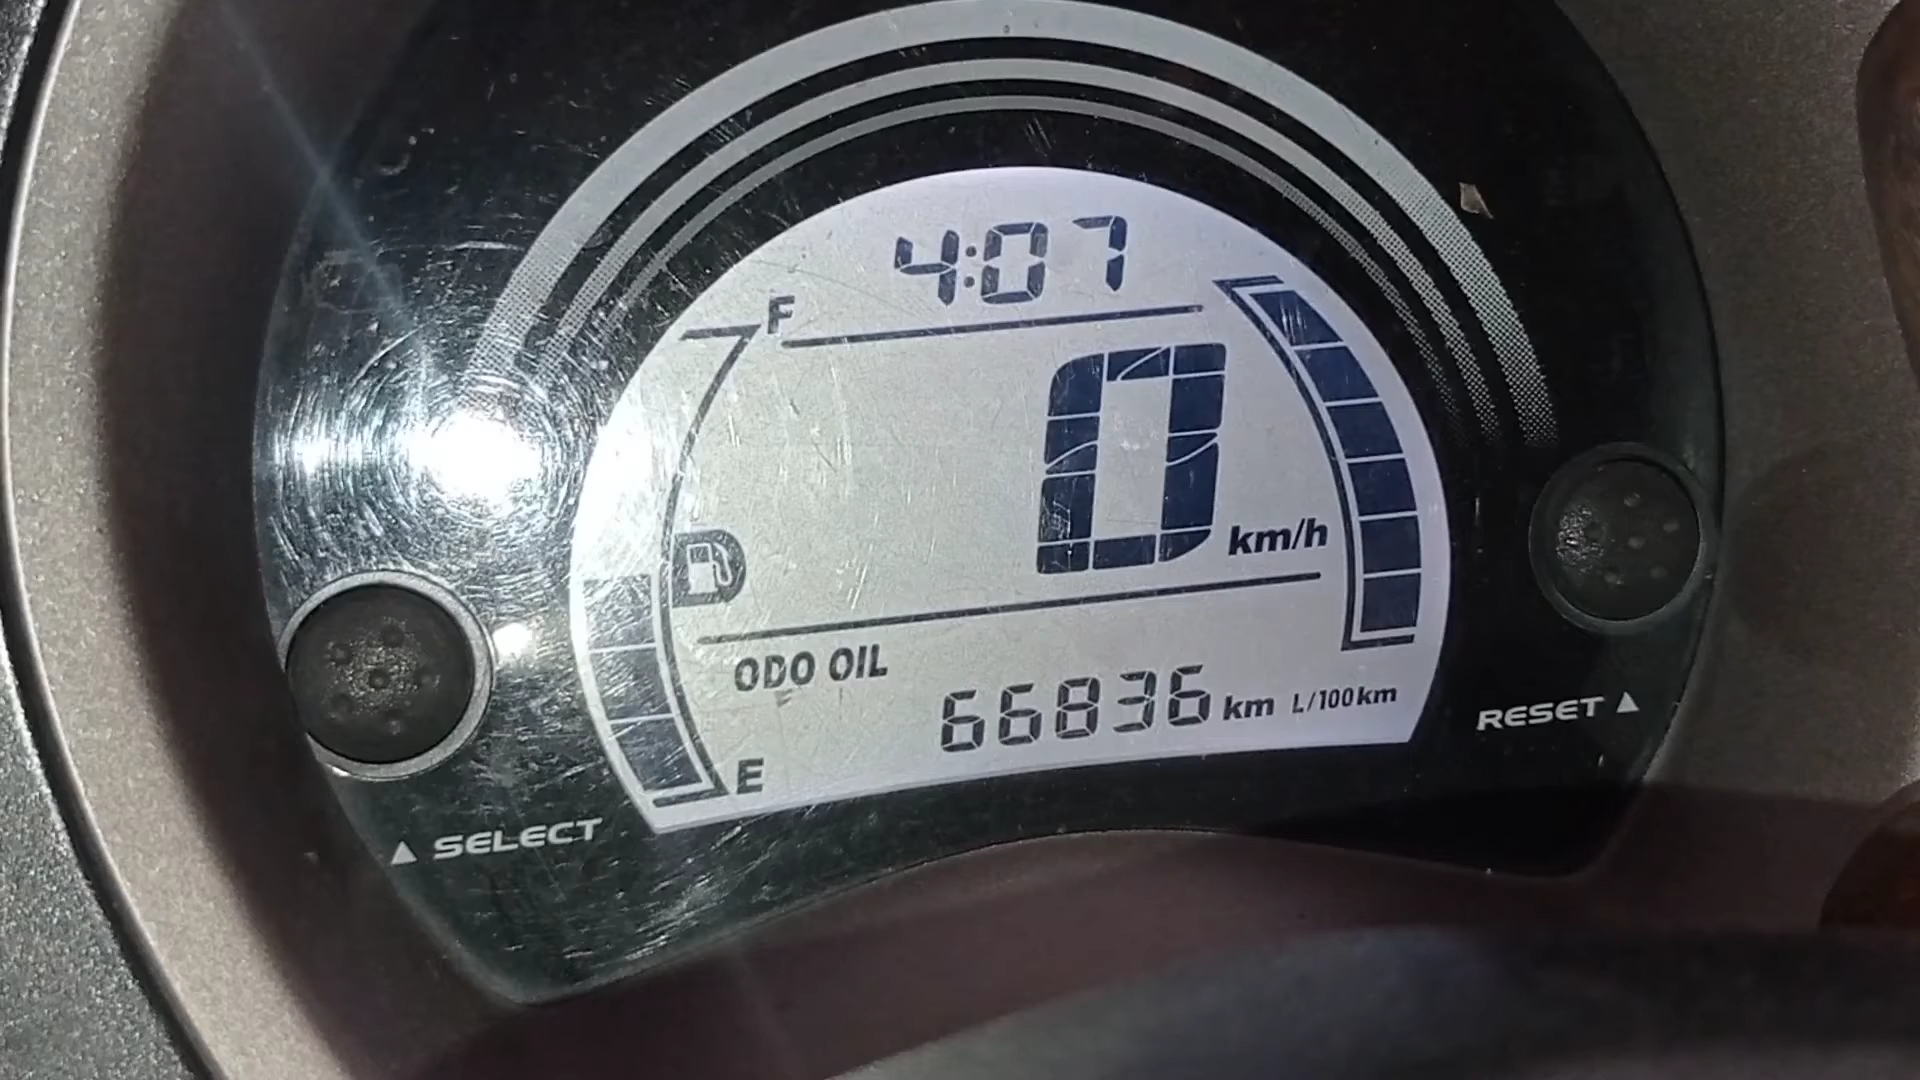 4:07
F
0 km/h
ODO OIL
66836 km L/100km
RESET ▲
E
▲ SELECT